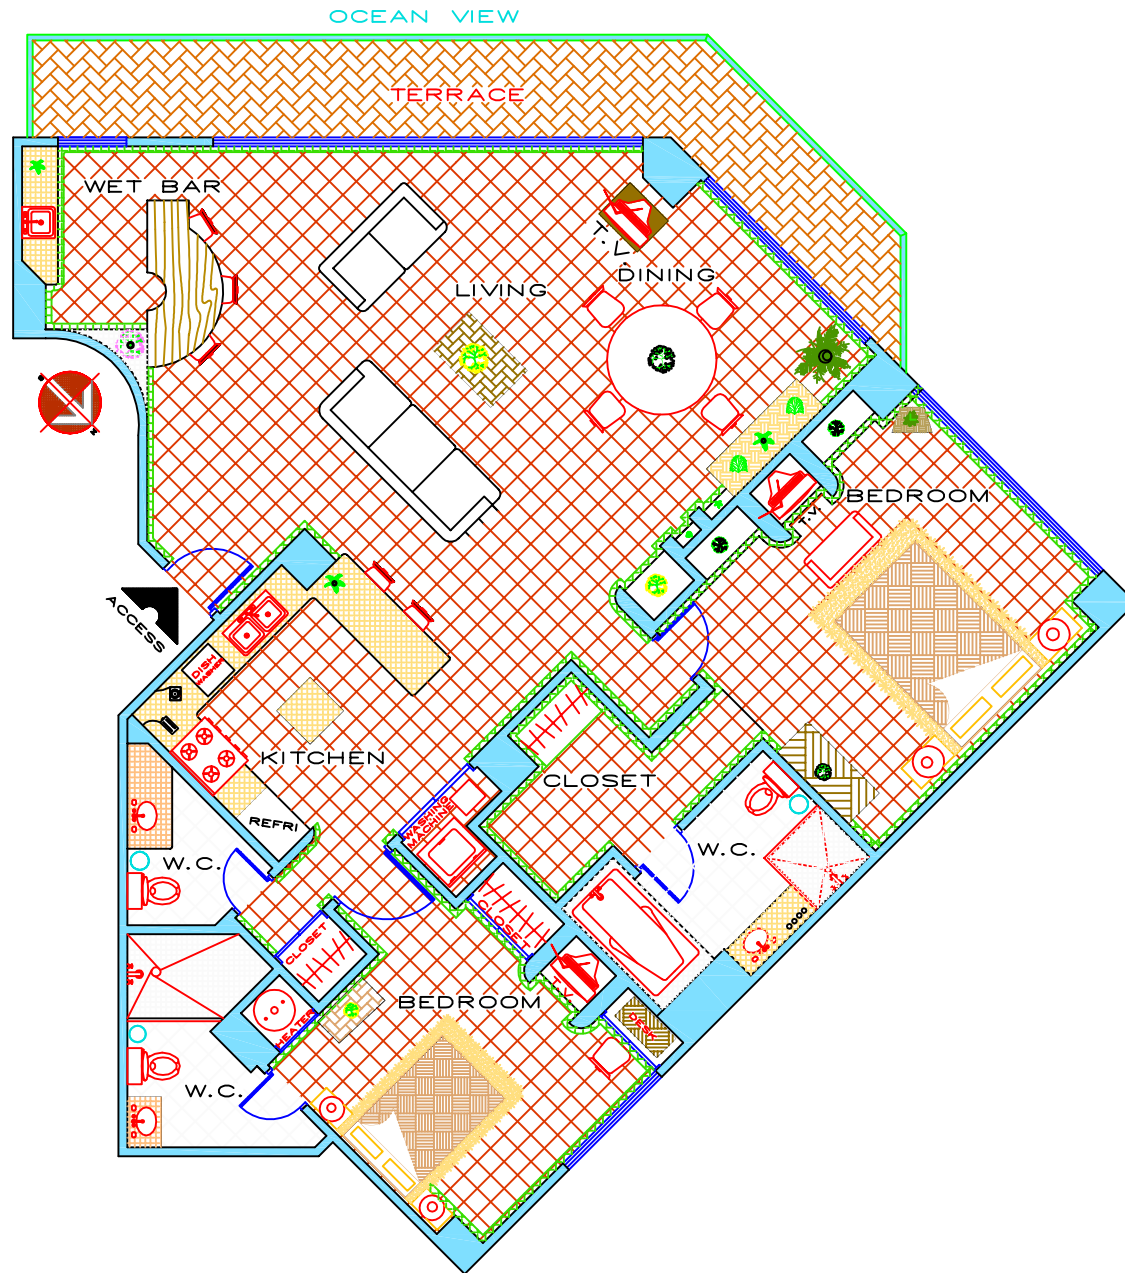 OCEAN VIEW
TERRACE
WET BAR
T.V.
DINING
LIVING
BEDROOM
T.V.
ACCESS
DISH
WASHER
KITCHEN
CLOSET
WASHING
MACHINE
REFRI
W.C.
W.C.
CLOSET
CLOSET
T.V.
BEDROOM
HEATER
DESK
W.C.
N